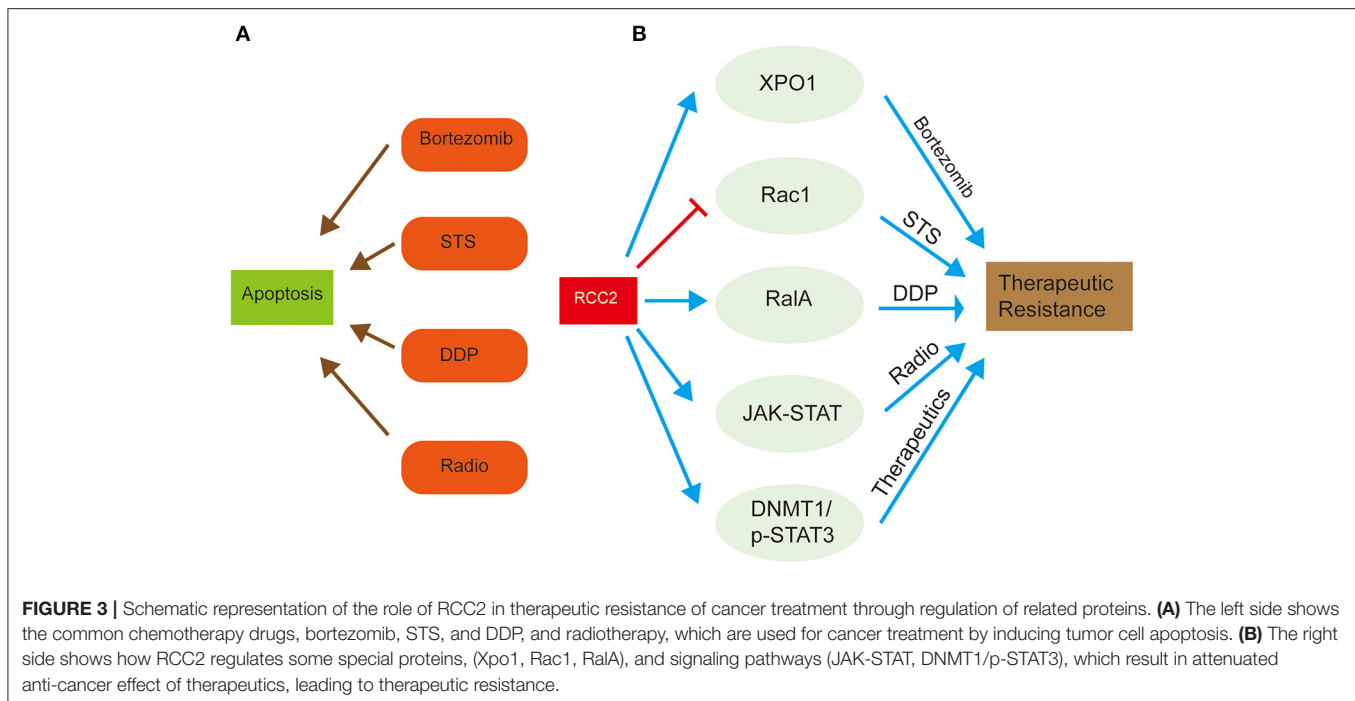 A
Bortezomib
STS
Apoptosis
DDP
Radio
B
XPO1
Rac1
RCC2
RalA
JAK-STAT
DNMT1/
p-STAT3
Bortezomib
STS
DDP
Radio
Therapeutics
Therapeutic
Resistance
FIGURE 3 | Schematic representation of the role of RCC2 in therapeutic resistance of cancer treatment through regulation of related proteins. (A) The left side shows
the common chemotherapy drugs, bortezomib, STS, and DDP, and radiotherapy, which are used for cancer treatment by inducing tumor cell apoptosis. (B) The right
side shows how RCC2 regulates some special proteins, (Xpo1, Rac1, RalA), and signaling pathways (JAK-STAT, DNMT1/p-STAT3), which result in attenuated
anti-cancer effect of therapeutics, leading to therapeutic resistance.